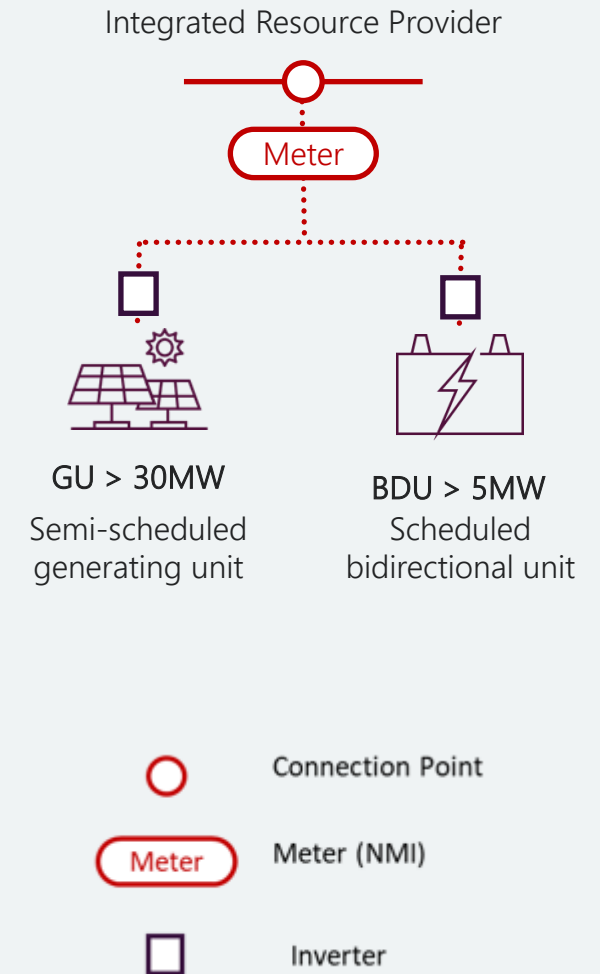 Integrated Resource Provider
Meter
GU > 30MW
Semi-scheduled
generating unit
BDU > 5MW
Scheduled
bidirectional unit
Connection Point
Meter
Meter (NMI)
Inverter